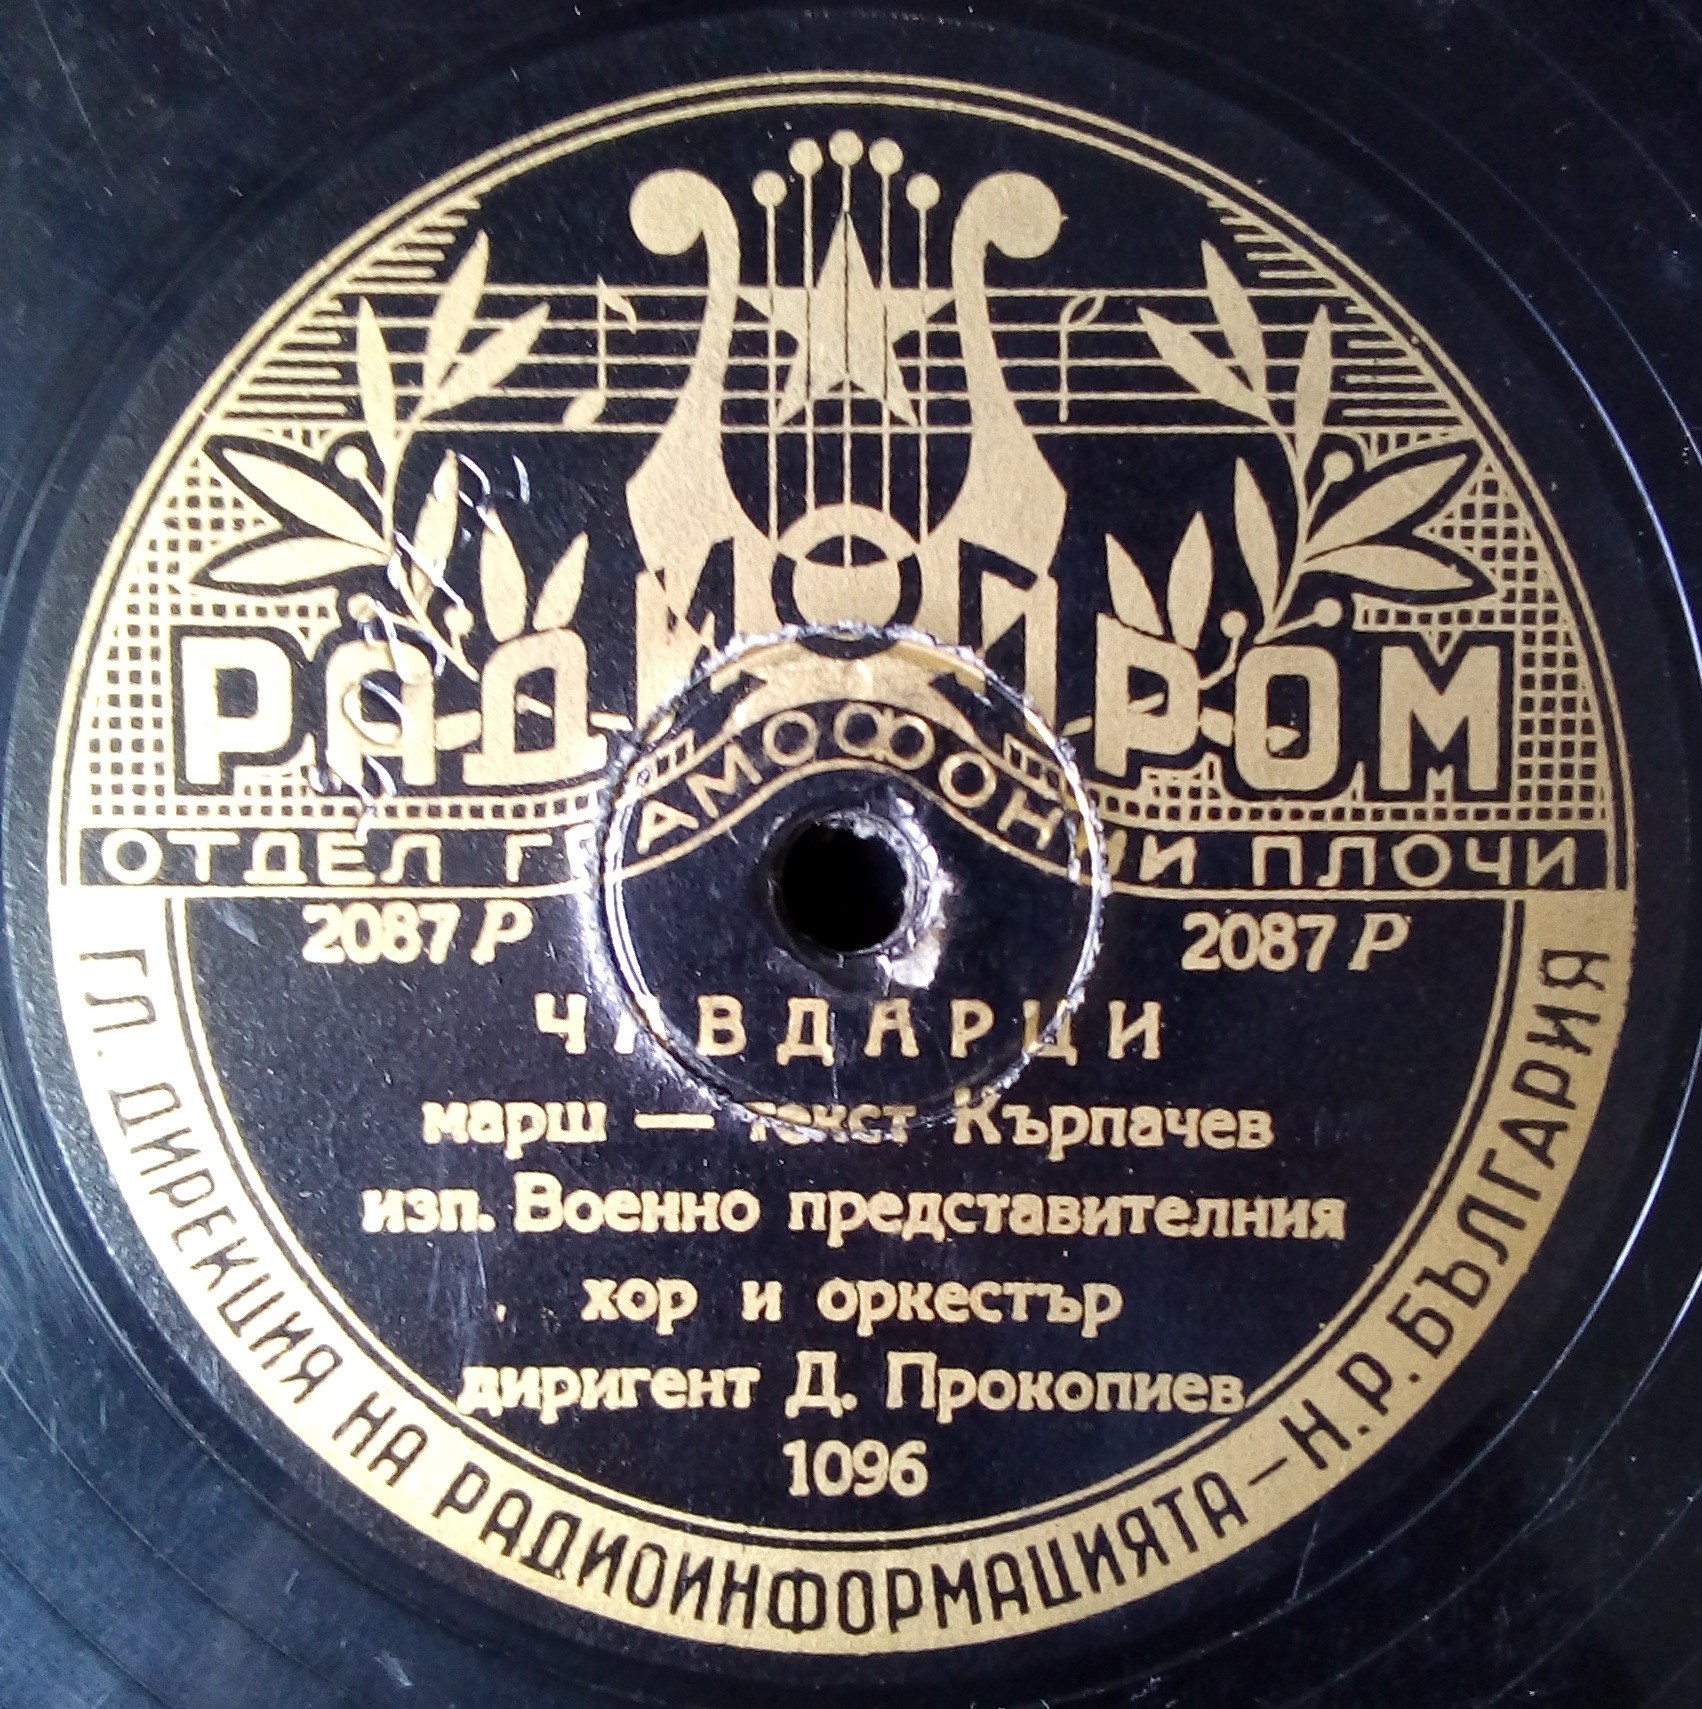 РАДИОПРОМ
ОТДЕЛ ГРАМОФОННИ ПЛОЧИ
2087 Р 2087 Р
ЧАВДАРЦИ
марш — текст Кърпачев
изп. Военно представителния
хор и оркестър
диригент Д. Прокопиев
1096
ГЛ. ДИРЕКЦИЯ НА РАДИОИНФОРМАЦИЯТА – Н.Р. БЪЛГАРИЯ